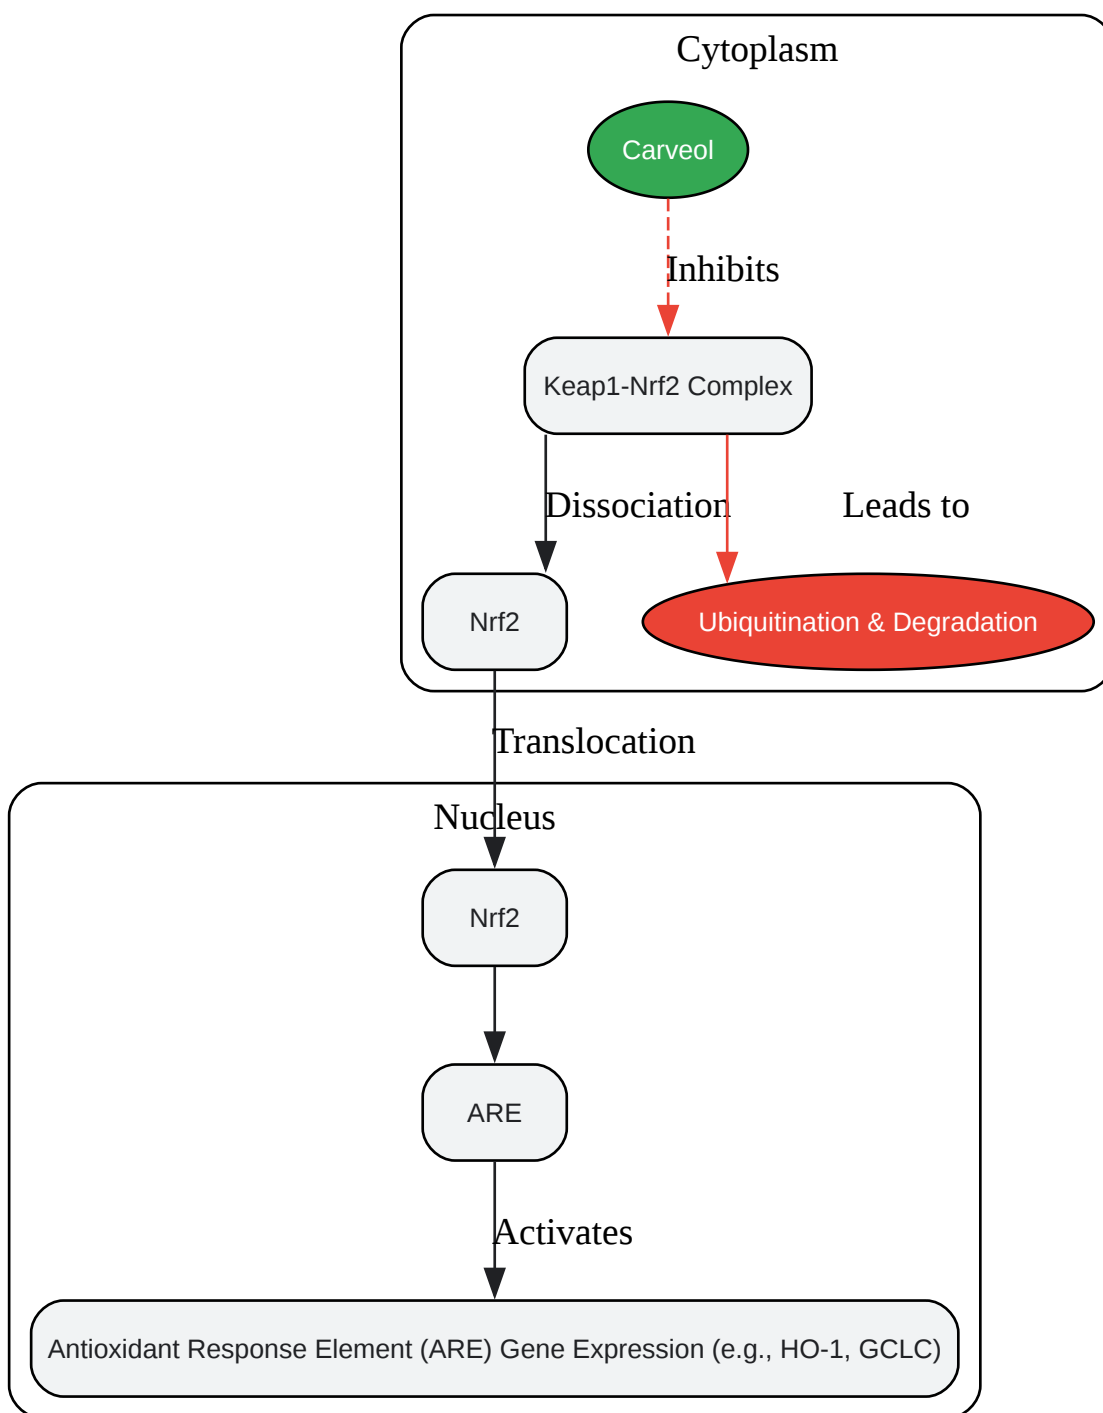 Cytoplasm
Carveol
Inhibits
Keap1-Nrf2 Complex
Dissociation
Leads to
Nrf2
Ubiquitination & Degradation
Translocation
Nucleus
Nrf2
ARE
Activates
Antioxidant Response Element (ARE) Gene Expression (e.g., HO-1, GCLC)